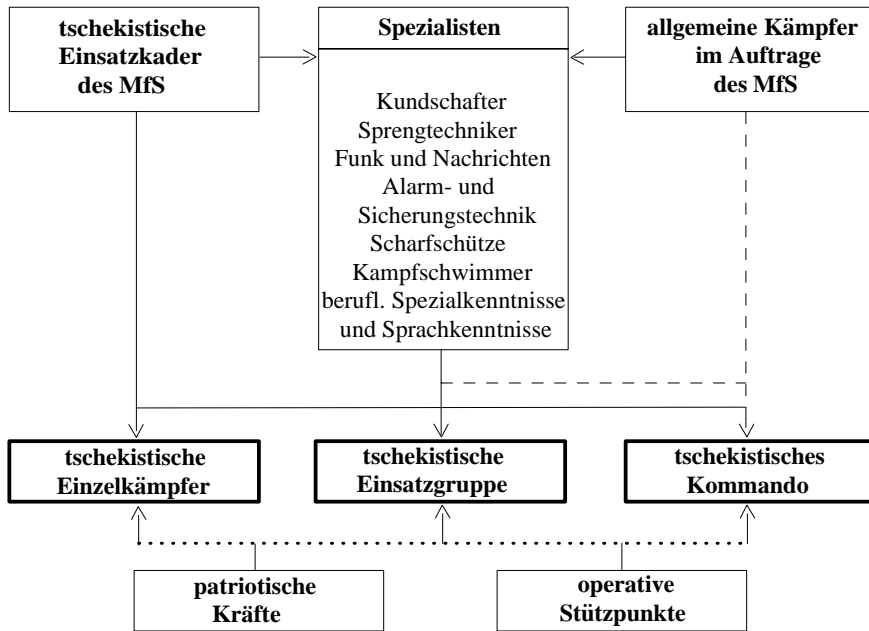 tschekistische
Einsatzkader
des MfS
Spezialisten
Kundschafter
Sprengtechniker
Funk und Nachrichten
Alarm- und
Sicherungstechnik
Scharfschütze
Kampfschwimmer
berufl. Spezialkenntnisse
und Sprachkenntnisse
allgemeine Kämpfer
im Auftrage
des MfS
tschekistische
Einzelkämpfer
tschekistische
Einsatzgruppe
tschekistisches
Kommando
patriotische
Kräfte
operative
Stützpunkte